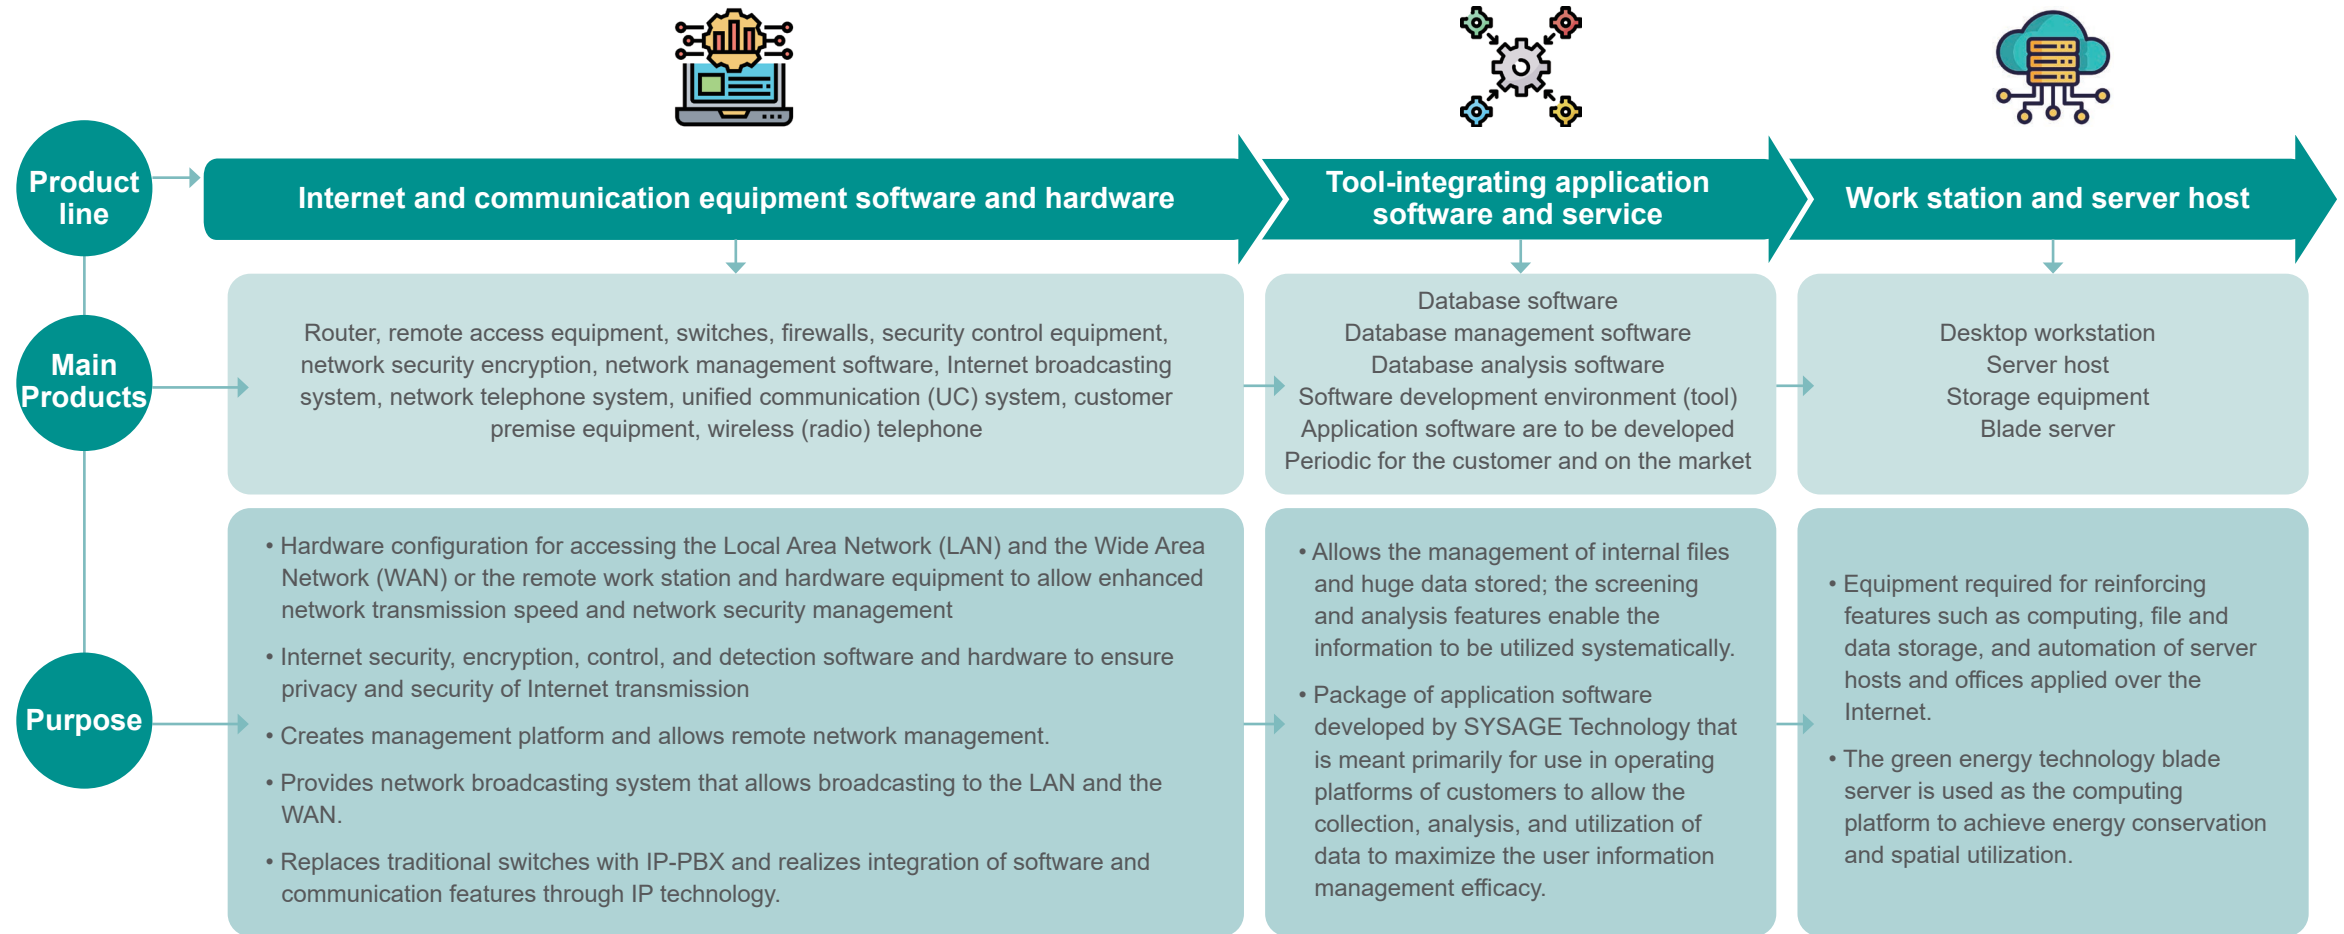 Product
line
Internet and communication equipment software and hardware
Tool-integrating application
software and service
Work station and server host
Main
Products
Router, remote access equipment, switches, firewalls, security control equipment,
network security encryption, network management software, Internet broadcasting
system, network telephone system, unified communication (UC) system, customer
premise equipment, wireless (radio) telephone
Database software
Database management software
Database analysis software
Software development environment (tool)
Application software are to be developed
Periodic for the customer and on the market
Desktop workstation
Server host
Storage equipment
Blade server
Purpose
• Hardware configuration for accessing the Local Area Network (LAN) and the Wide Area
Network (WAN) or the remote work station and hardware equipment to allow enhanced
network transmission speed and network security management
• Internet security, encryption, control, and detection software and hardware to ensure
privacy and security of Internet transmission
• Creates management platform and allows remote network management.
• Provides network broadcasting system that allows broadcasting to the LAN and the
WAN.
• Replaces traditional switches with IP-PBX and realizes integration of software and
communication features through IP technology.
• Allows the management of internal files
and huge data stored; the screening
and analysis features enable the
information to be utilized systematically.
• Package of application software
developed by SYSAGE Technology that
is meant primarily for use in operating
platforms of customers to allow the
collection, analysis, and utilization of
data to maximize the user information
management efficacy.
• Equipment required for reinforcing
features such as computing, file and
data storage, and automation of server
hosts and offices applied over the
Internet.
• The green energy technology blade
server is used as the computing
platform to achieve energy conservation
and spatial utilization.